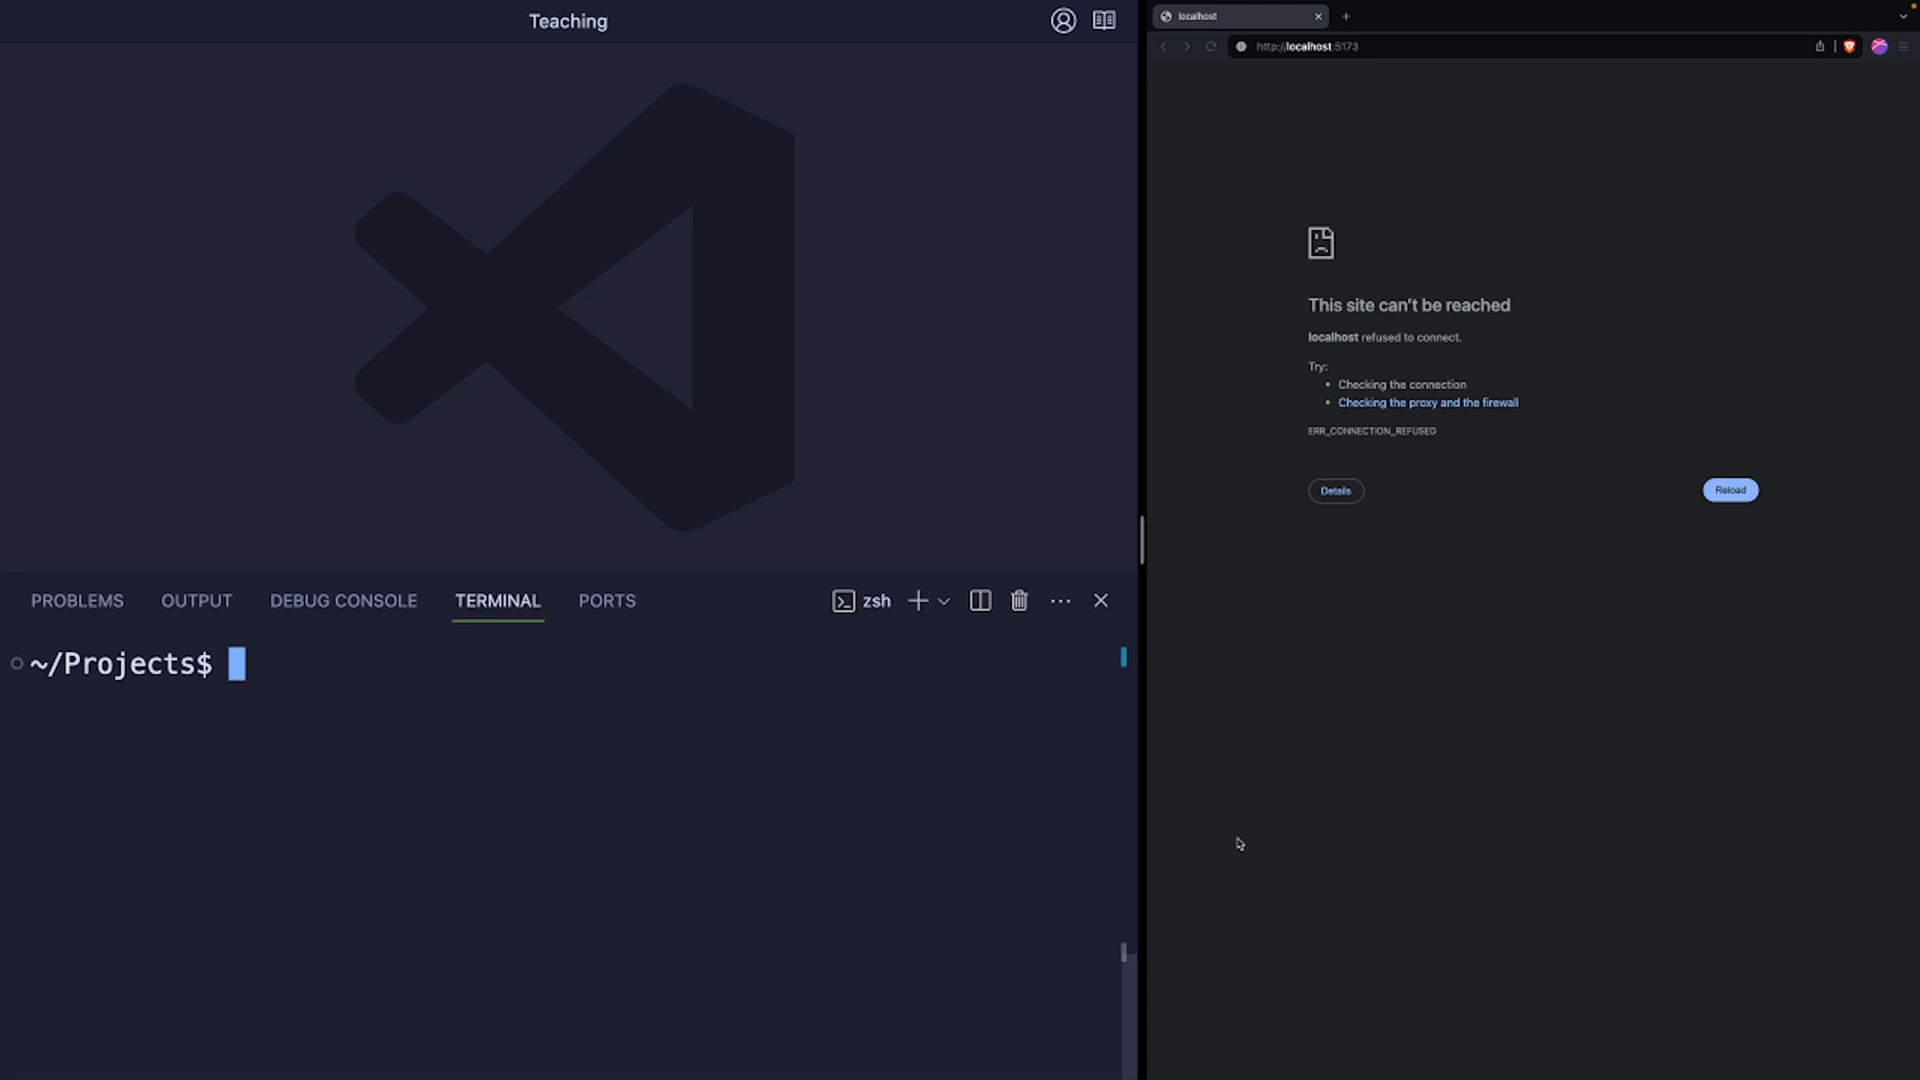 Teaching
PROBLEMS OUTPUT DEBUG CONSOLE TERMINAL PORTS zsh
~/Projects$
localhost
http://localhost:5173
This site can't be reached
localhost refused to connect.
Try:
• Checking the connection
• Checking the proxy and the firewall
ERR_CONNECTION_REFUSED
Details Reload